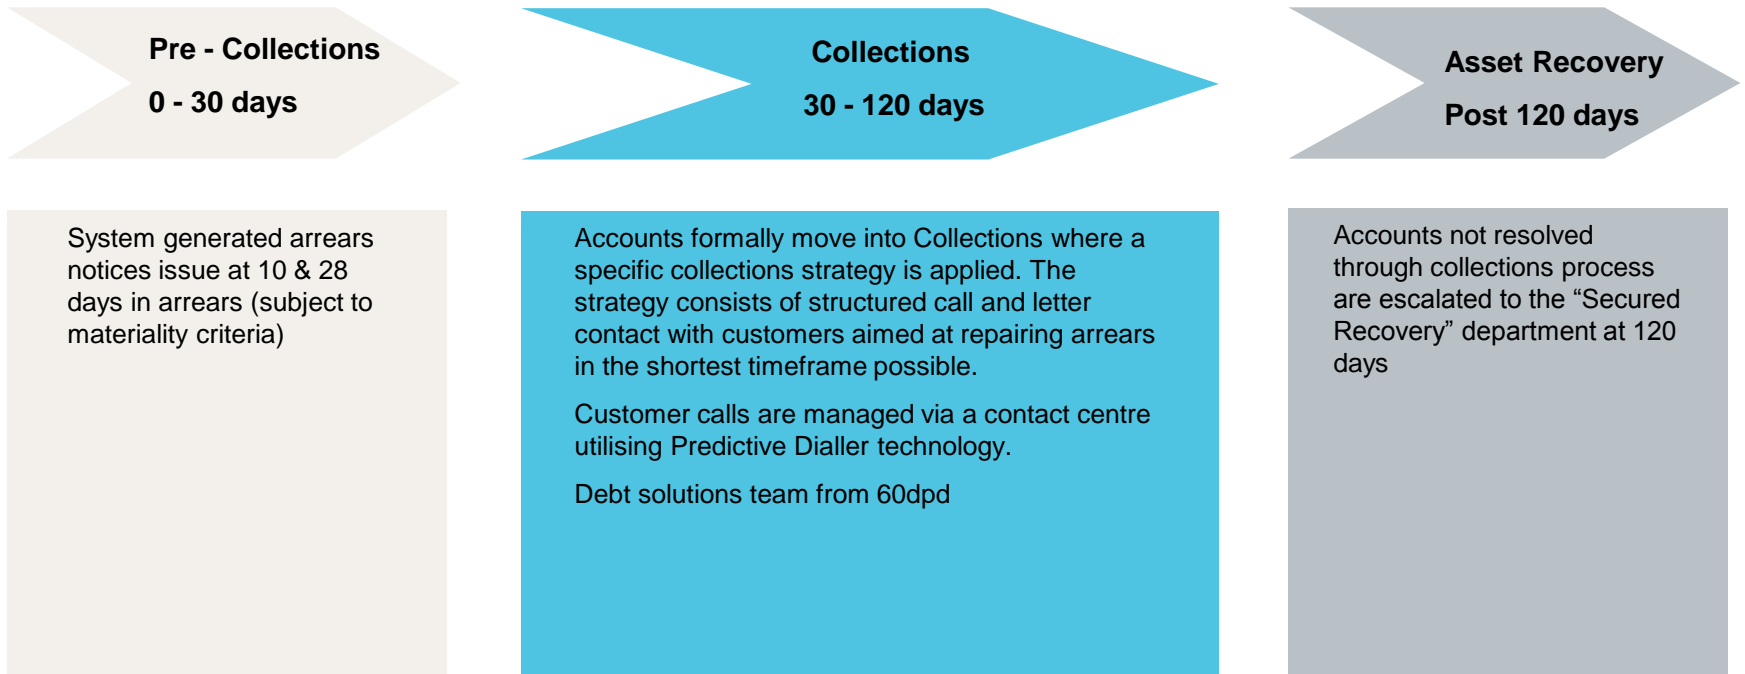 Pre - Collections
0 - 30 days
System generated arrears
notices issue at 10 & 28
days in arrears (subject to
materiality criteria)
Collections
30 - 120 days
Accounts formally move into Collections where a
specific collections strategy is applied. The
strategy consists of structured call and letter
contact with customers aimed at repairing arrears
in the shortest timeframe possible.
Customer calls are managed via a contact centre
utilising Predictive Dialler technology.
Debt solutions team from 60dpd
Asset Recovery
Post 120 days
Accounts not resolved
through collections process
are escalated to the “Secured
Recovery” department at 120
days